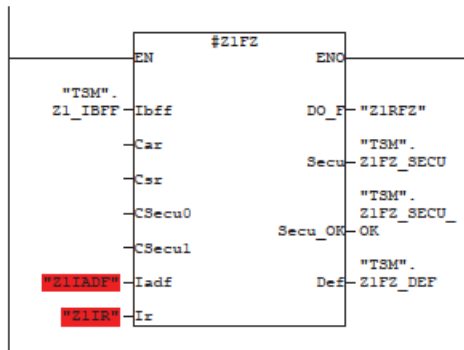 #Z1FZ
EN ENO
"TSM".
Z1_IBFF Ibff DO_F "Z1RFZ"
Car "TSM".
Secu Z1FZ_SECU
Csr
"TSM".
CSecu0 Z1FZ_SECU_
Secu_OK OK
CSecu1
"TSM".
"Z1IADF" Iadf Def Z1FZ_DEF
"Z1IR" Ir